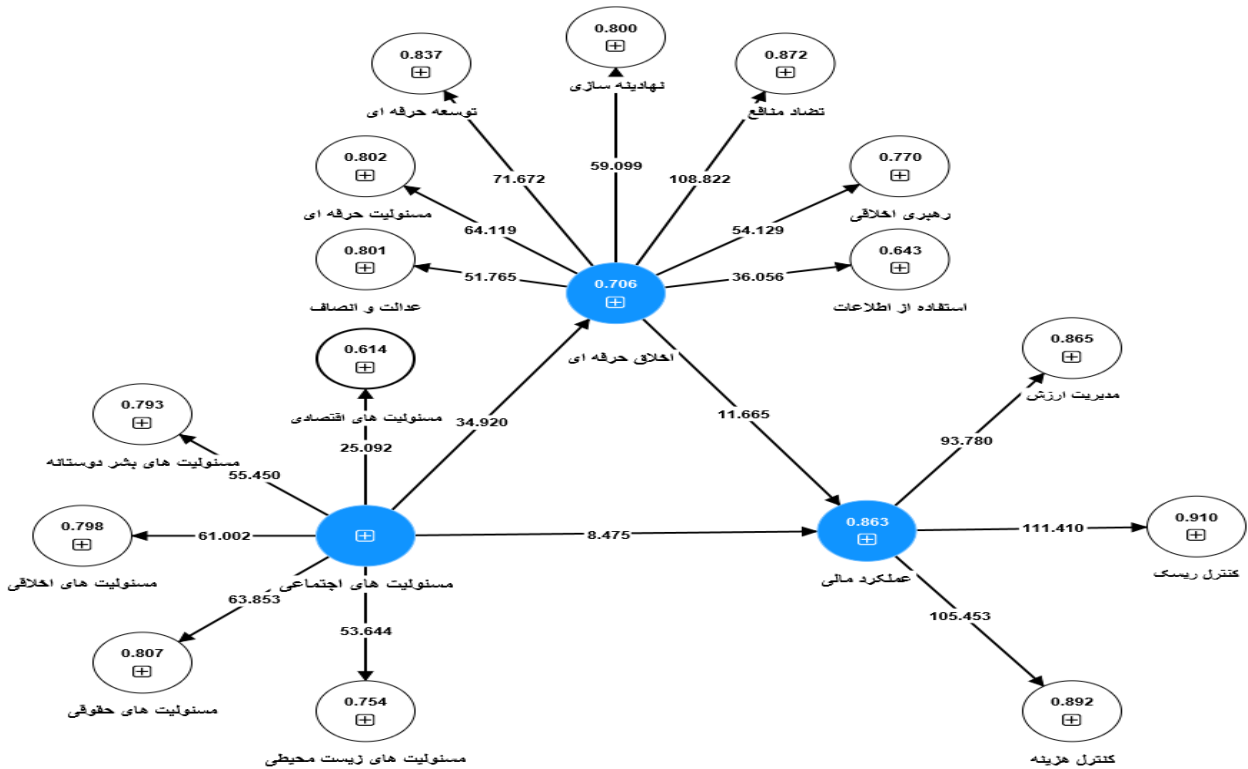 0.800
نهادینه سازی
0.837
توسعه حرفه ای
0.872
تضاد منافع
0.802
مسئولیت حرفه ای
0.770
رهبری اخلاقی
0.801
عدالت و انصاف
0.643
استفاده از اطلاعات
71.672
59.099
108.822
64.119
54.129
51.765
36.056
0.706
اخلاق حرفه ای
0.614
مسئولیت های اقتصادی
25.092
34.920
11.665
0.865
مدیریت ارزش
93.780
0.793
مسئولیت های بشر دوستانه
55.450
0.798
مسئولیت های اخلاقی
61.002
مسئولیت های اجتماعی
8.475
0.863
عملکرد مالی
111.410
0.910
کنترل ریسک
63.853
53.644
105.453
0.807
مسئولیت های حقوقی
0.754
مسئولیت های زیست محیطی
0.892
کنترل هزینه